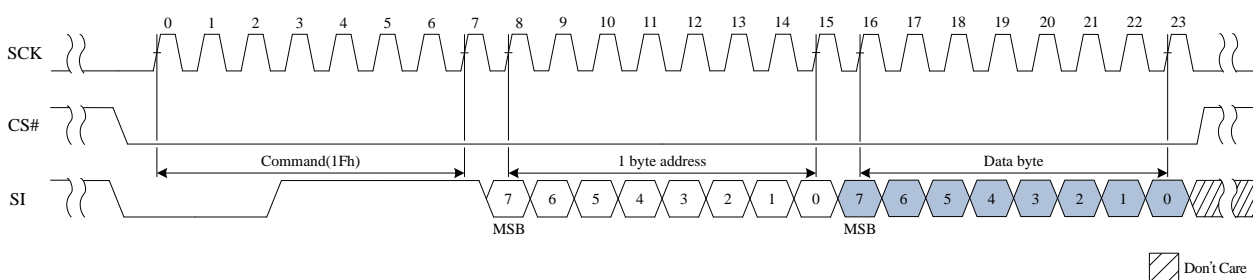 0 1 2 3 4 5 6 7 8 9 10 11 12 13 14 15 16 17 18 19 20 21 22 23
SCK
CS#
Command(1Fh) 1 byte address Data byte
SI 7 6 5 4 3 2 1 0 7 6 5 4 3 2 1 0
MSB MSB
Don't Care